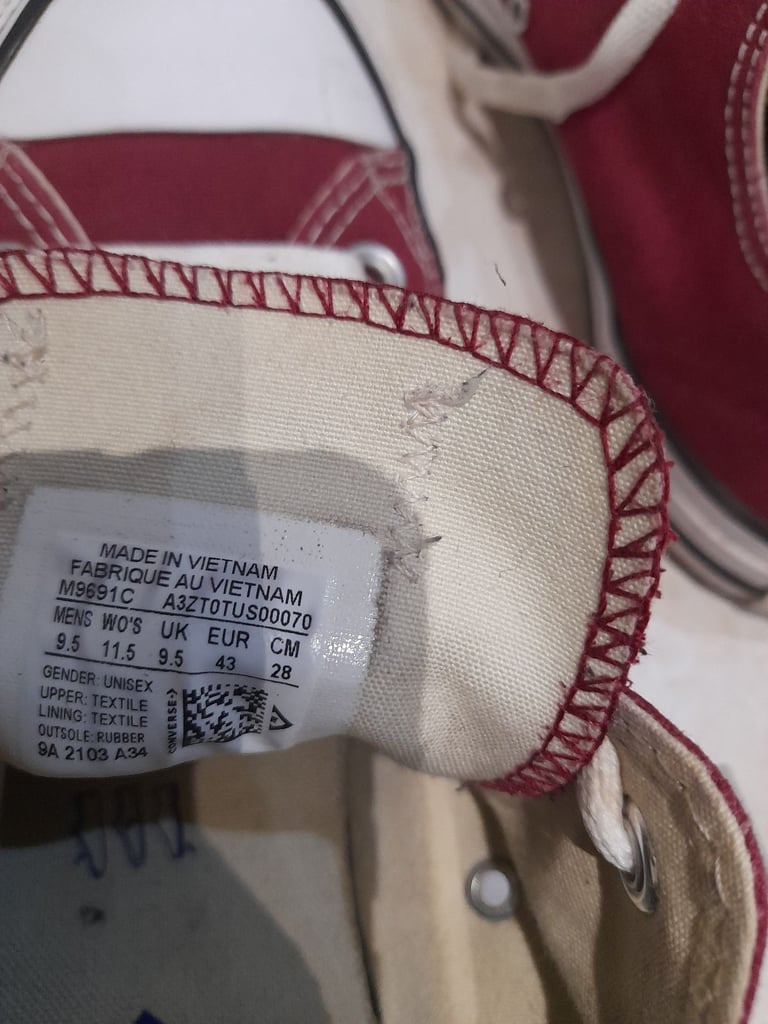 MADE IN VIETNAM
FABRIQUE AU VIETNAM
M9691C A3ZT0TUS00070
MENS WO'S UK EUR CM
9.5 11.5 9.5 43 28
GENDER: UNISEX
UPPER: TEXTILE
LINING: TEXTILE
OUTSOLE: RUBBER
9A 2103 A34
CONVERSE